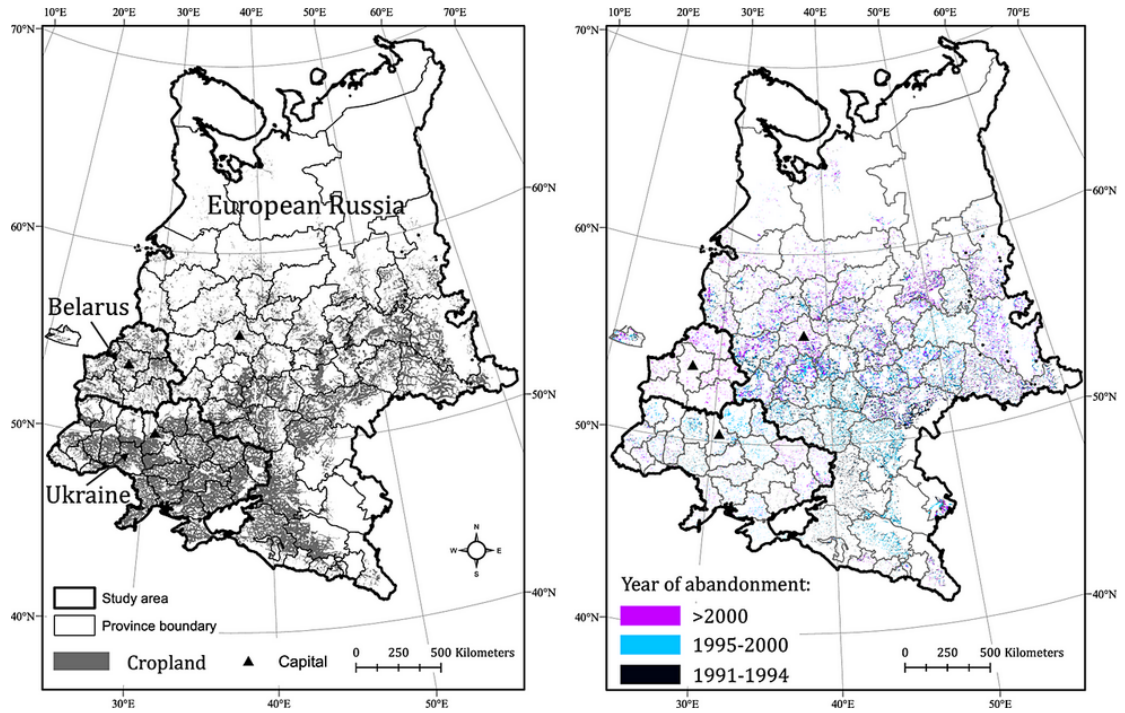 10°E 20°E 30°E 40°E 50°E 60°E 70°E
70°N
60°N
60°N
European Russia
Belarus
50°N
50°N
Ukraine
N
W E
S
Study area
Province boundary
Cropland
Capital
0 250 500 Kilometers
40°N
40°N
30°E 40°E 50°E
10°E 20°E 30°E 40°E 50°E 60°E 70°E
70°N
60°N
60°N
50°N
50°N
Year of abandonment:
>2000
1995-2000
1991-1994
0 250 500 Kilometers
40°N
40°N
30°E 40°E 50°E